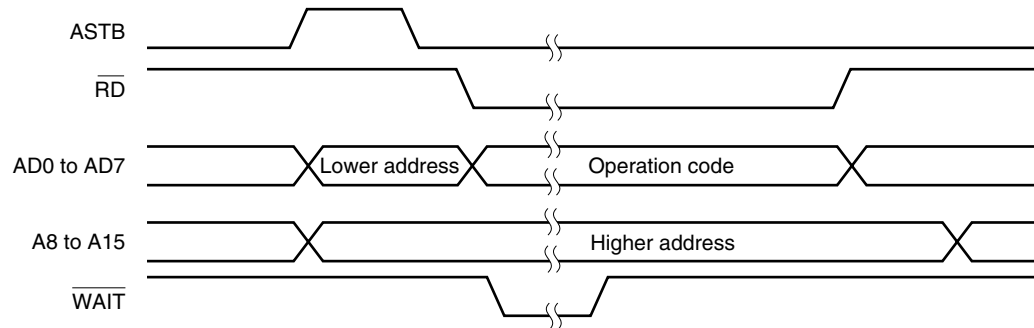 ASTB
RD
AD0 to AD7 Lower address Operation code
A8 to A15 Higher address
WAIT